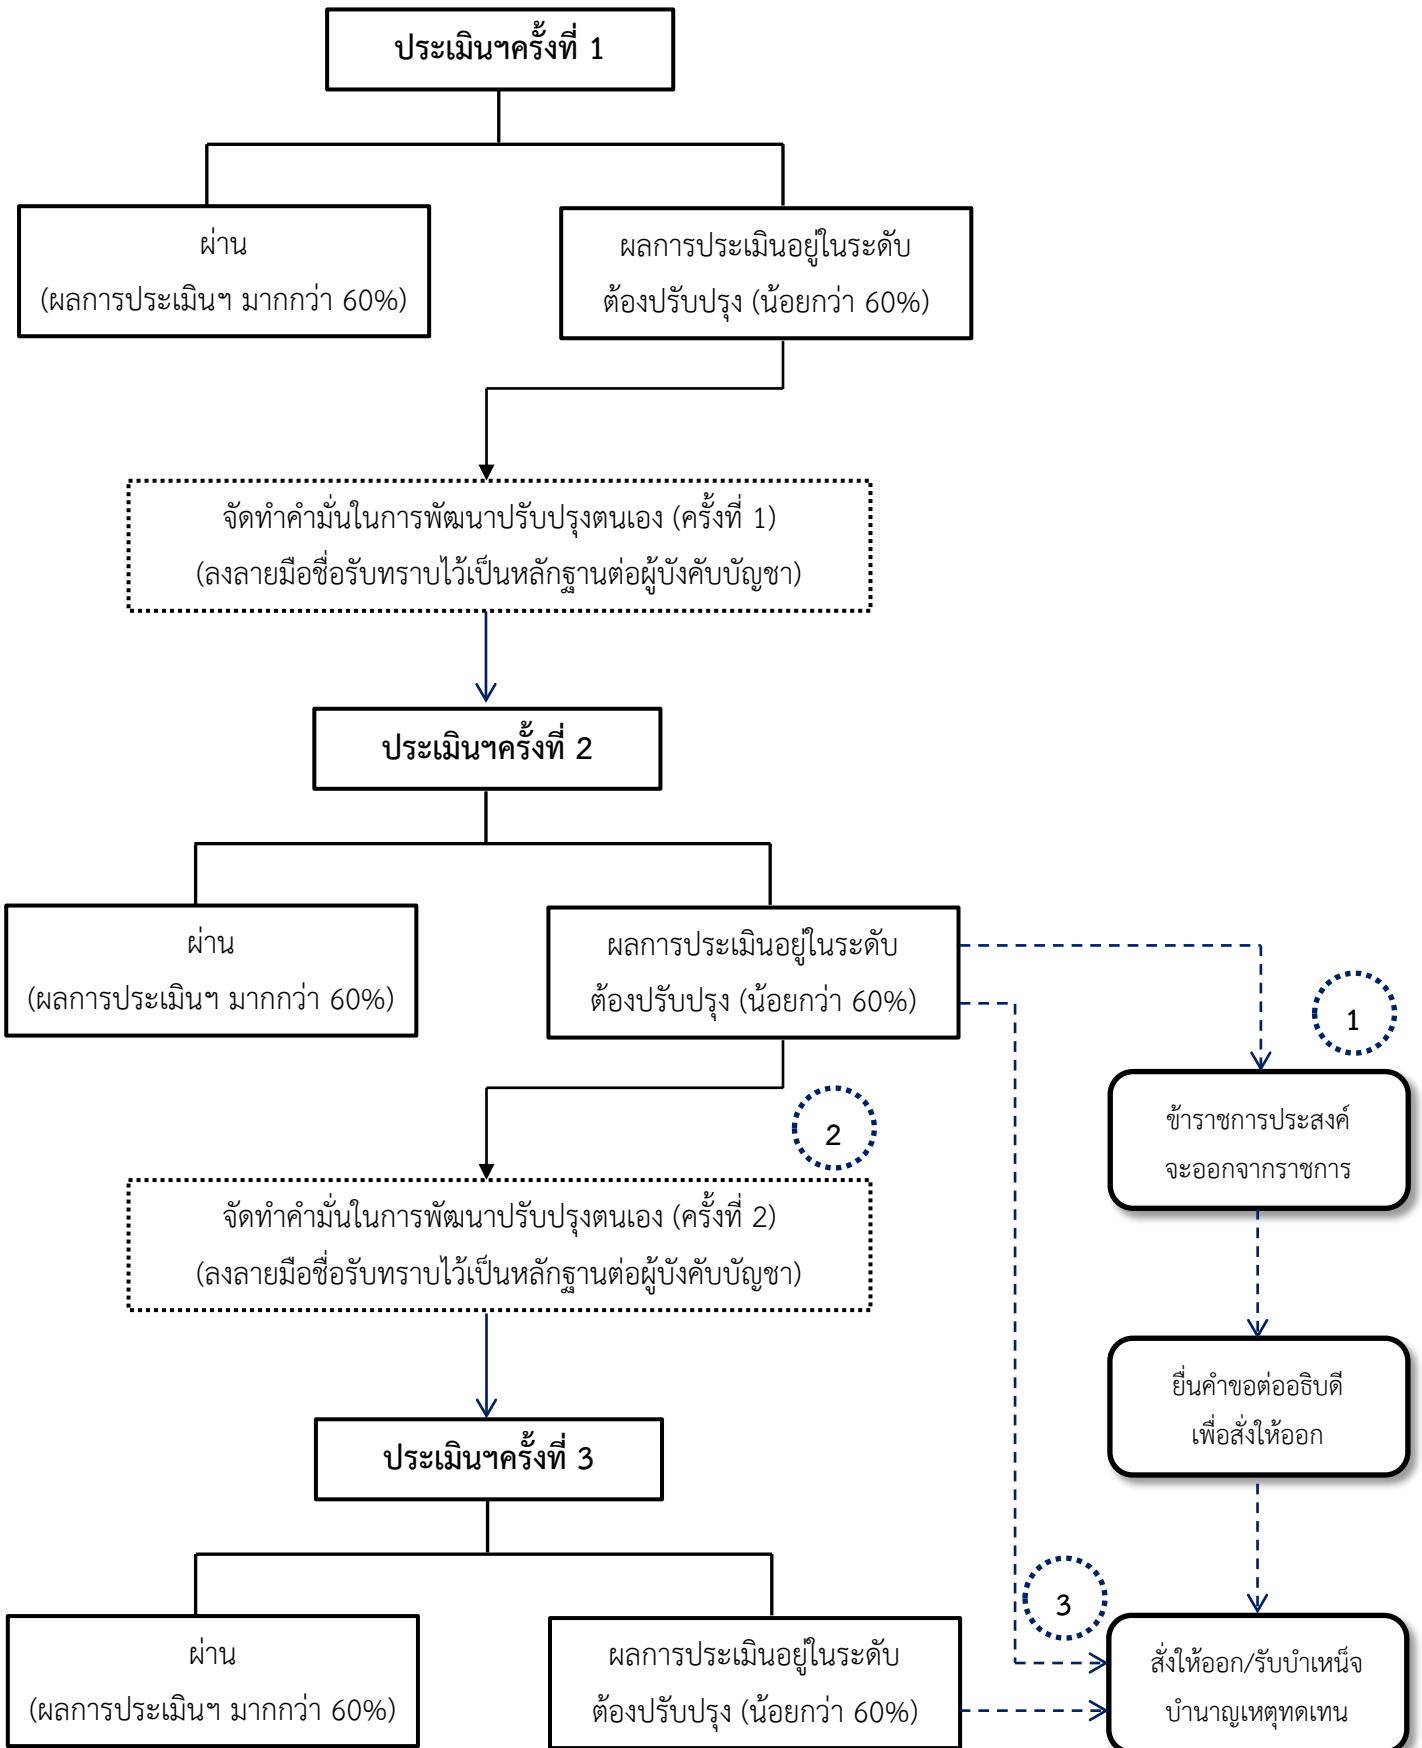 ประเมินฯครั้งที่ 1
ผ่าน
(ผลการประเมินฯ มากกว่า 60%)
ผลการประเมินอยู่ในระดับ
ต้องปรับปรุง (น้อยกว่า 60%)
จัดทำคำมั่นในการพัฒนาปรับปรุงตนเอง (ครั้งที่ 1)
(ลงลายมือชื่อรับทราบไว้เป็นหลักฐานต่อผู้บังคับบัญชา)
ประเมินฯครั้งที่ 2
ผ่าน
(ผลการประเมินฯ มากกว่า 60%)
ผลการประเมินอยู่ในระดับ
ต้องปรับปรุง (น้อยกว่า 60%)
1
ข้าราชการประสงค์
จะออกจากราชการ
2
จัดทำคำมั่นในการพัฒนาปรับปรุงตนเอง (ครั้งที่ 2)
(ลงลายมือชื่อรับทราบไว้เป็นหลักฐานต่อผู้บังคับบัญชา)
ยื่นคำขอต่ออธิบดี
เพื่อสั่งให้ออก
ประเมินฯครั้งที่ 3
3
ผ่าน
(ผลการประเมินฯ มากกว่า 60%)
ผลการประเมินอยู่ในระดับ
ต้องปรับปรุง (น้อยกว่า 60%)
สั่งให้ออก/รับบำเหน็จ
บำนาญเหตุทดเทน